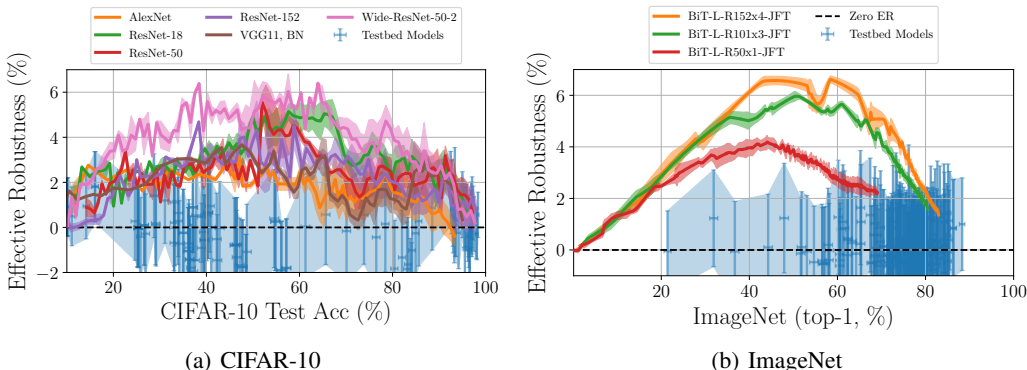 AlexNet
ResNet-18
ResNet-50
ResNet-152
VGG11, BN
Wide-ResNet-50-2
Testbed Models
Effective Robustness (%)
6
4
2
0
−2
20
40
60
80
100
CIFAR-10 Test Acc (%)
(a) CIFAR-10
BiT-L-R152x4-JFT
BiT-L-R101x3-JFT
BiT-L-R50x1-JFT
Zero ER
Testbed Models
Effective Robustness (%)
6
4
2
0
20
40
60
80
100
ImageNet (top-1, %)
(b) ImageNet